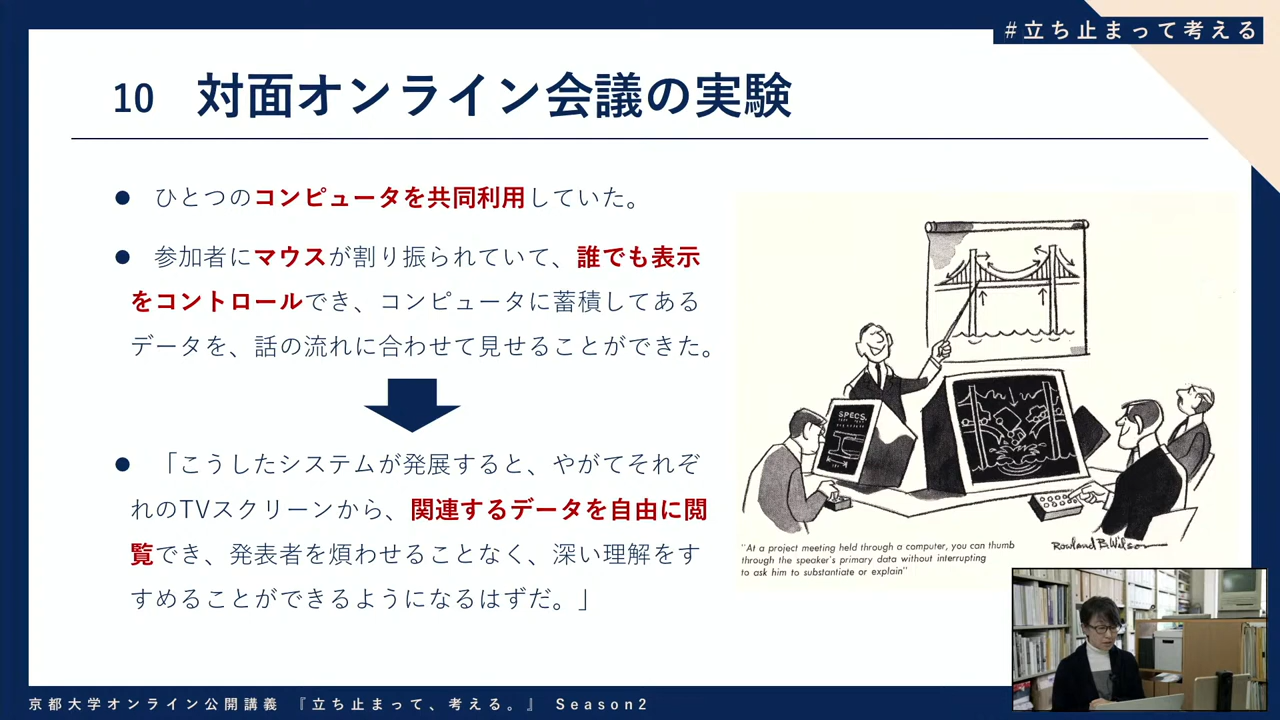 #立ち止まって考える
10 対面オンライン会議の実験
● ひとつのコンピュータを共同利用していた。
● 参加者にマウスが割り振られていて、誰でも表示
をコントロールでき、コンピュータに蓄積してある
データを、話の流れに合わせて見せることができた。
● 「こうしたシステムが発展すると、やがてそれぞ
れのTVスクリーンから、関連するデータを自由に閲
覧でき、発表者を煩わせることなく、深い理解をす
すめることができるようになるはずだ。」
SPECS.
Rowland B. Wilson
"At a project meeting held through a computer, you can thumb
through the speaker's primary data without interrupting
to ask him to substantiate or explain"
京都大学オンライン公開講義 『立ち止まって、考える。』 Season2